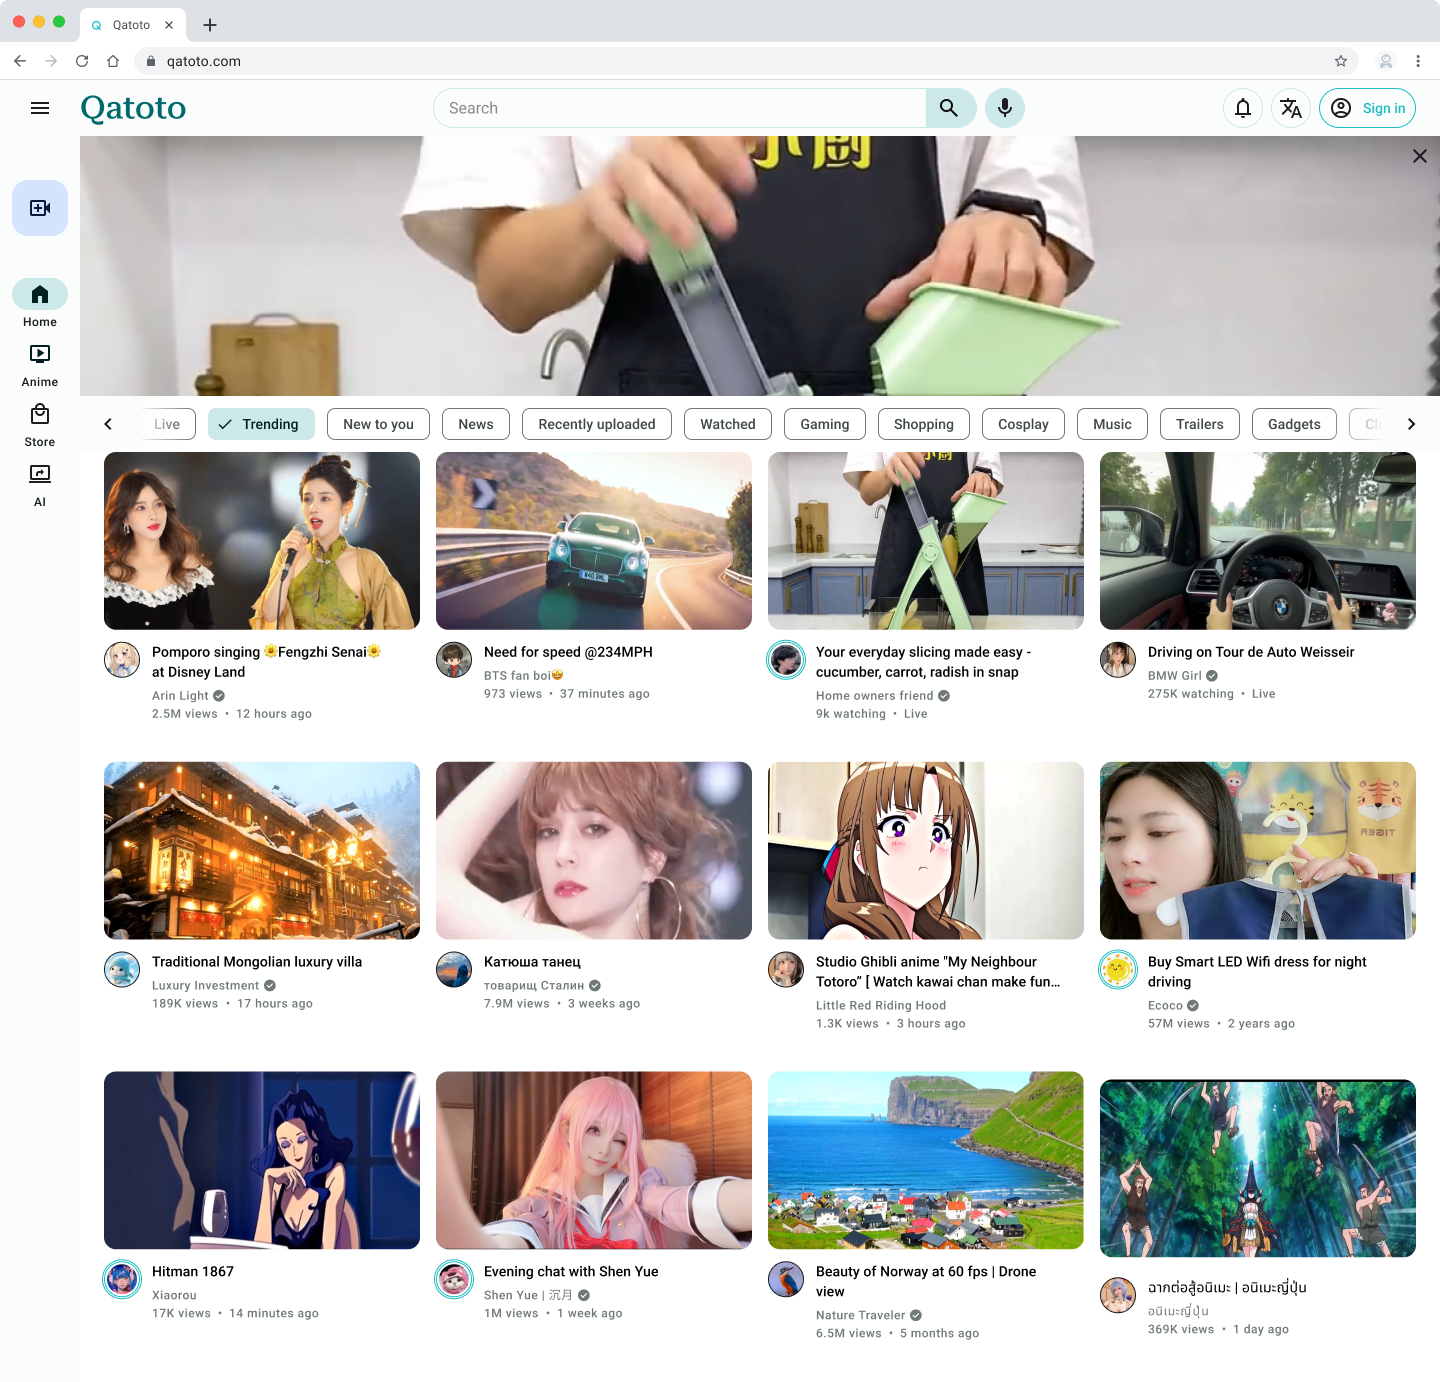 Qatoto
qatoto.com
Qatoto
Search
Sign in
小厨
Home
Anime
Store
AI
Live
Trending
New to you
News
Recently uploaded
Watched
Gaming
Shopping
Cosplay
Music
Trailers
Gadgets
Pomporo singing 🌻Fengzhi Senai🌻
at Disney Land
Arin Light
2.5M views • 12 hours ago
Need for speed @234MPH
BTS fan boi🤩
973 views • 37 minutes ago
Your everyday slicing made easy -
cucumber, carrot, radish in snap
Home owners friend
9k watching • Live
Driving on Tour de Auto Weisseir
BMW Girl
275K watching • Live
TIGER
Traditional Mongolian luxury villa
Luxury Investment
189K views • 17 hours ago
Катюша танец
товарищ Сталин
7.9M views • 3 weeks ago
Studio Ghibli anime "My Neighbour
Totoro” [ Watch kawai chan make fun...
Little Red Riding Hood
1.3K views • 3 hours ago
Buy Smart LED Wifi dress for night
driving
Ecoco
57M views • 2 years ago
Hitman 1867
Xiaorou
17K views • 14 minutes ago
Evening chat with Shen Yue
Shen Yue | 沉月
1M views • 1 week ago
Beauty of Norway at 60 fps | Drone
view
Nature Traveler
6.5M views • 5 months ago
ฉากต่อสู้อนิเมะ | อนิเมะญี่ปุ่น
อนิเมะญี่ปุ่น
369K views • 1 day ago